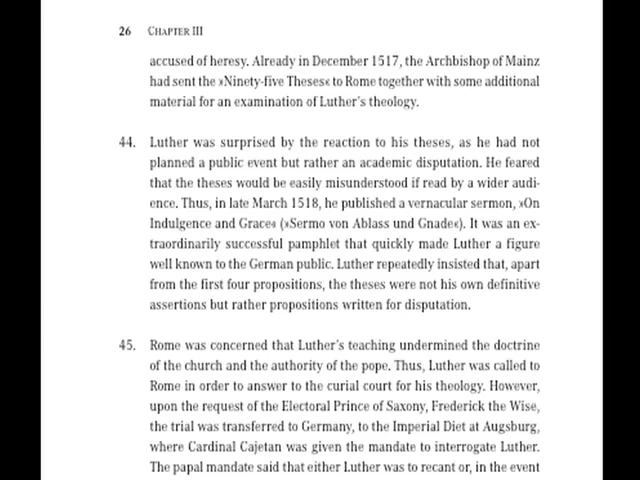 26 CHAPTER III
accused of heresy. Already in December 1517, the Archbishop of Mainz
had sent the »Ninety-five Theses« to Rome together with some additional
material for an examination of Luther's theology.
44. Luther was surprised by the reaction to his theses, as he had not
planned a public event but rather an academic disputation. He feared
that the theses would be easily misunderstood if read by a wider audi-
ence. Thus, in late March 1518, he published a vernacular sermon, »On
Indulgence and Grace« (»Sermo von Ablass und Gnade«). It was an ex-
traordinarily successful pamphlet that quickly made Luther a figure
well known to the German public. Luther repeatedly insisted that, apart
from the first four propositions, the theses were not his own definitive
assertions but rather propositions written for disputation.
45. Rome was concerned that Luther's teaching undermined the doctrine
of the church and the authority of the pope. Thus, Luther was called to
Rome in order to answer to the curial court for his theology. However,
upon the request of the Electoral Prince of Saxony, Frederick the Wise,
the trial was transferred to Germany, to the Imperial Diet at Augsburg,
where Cardinal Cajetan was given the mandate to interrogate Luther.
The papal mandate said that either Luther was to recant or, in the event